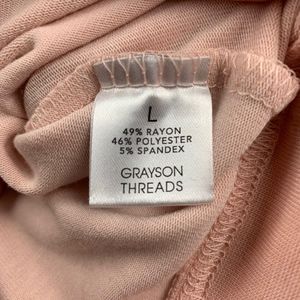 L
49% RAYON
46% POLYESTER
5% SPANDEX
GRAYSON
THREADS